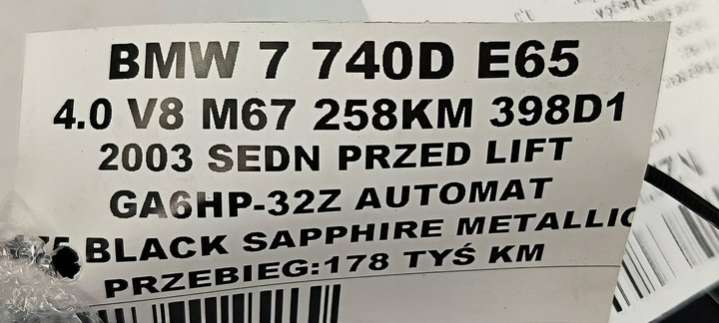 BMW 7 740D E65
4.0 V8 M67 258KM 398D1
2003 SEDN PRZED LIFT
GA6HP-32Z AUTOMAT
BLACK SAPPHIRE METALLIC
PRZEBIEG:178 TYŚ KM